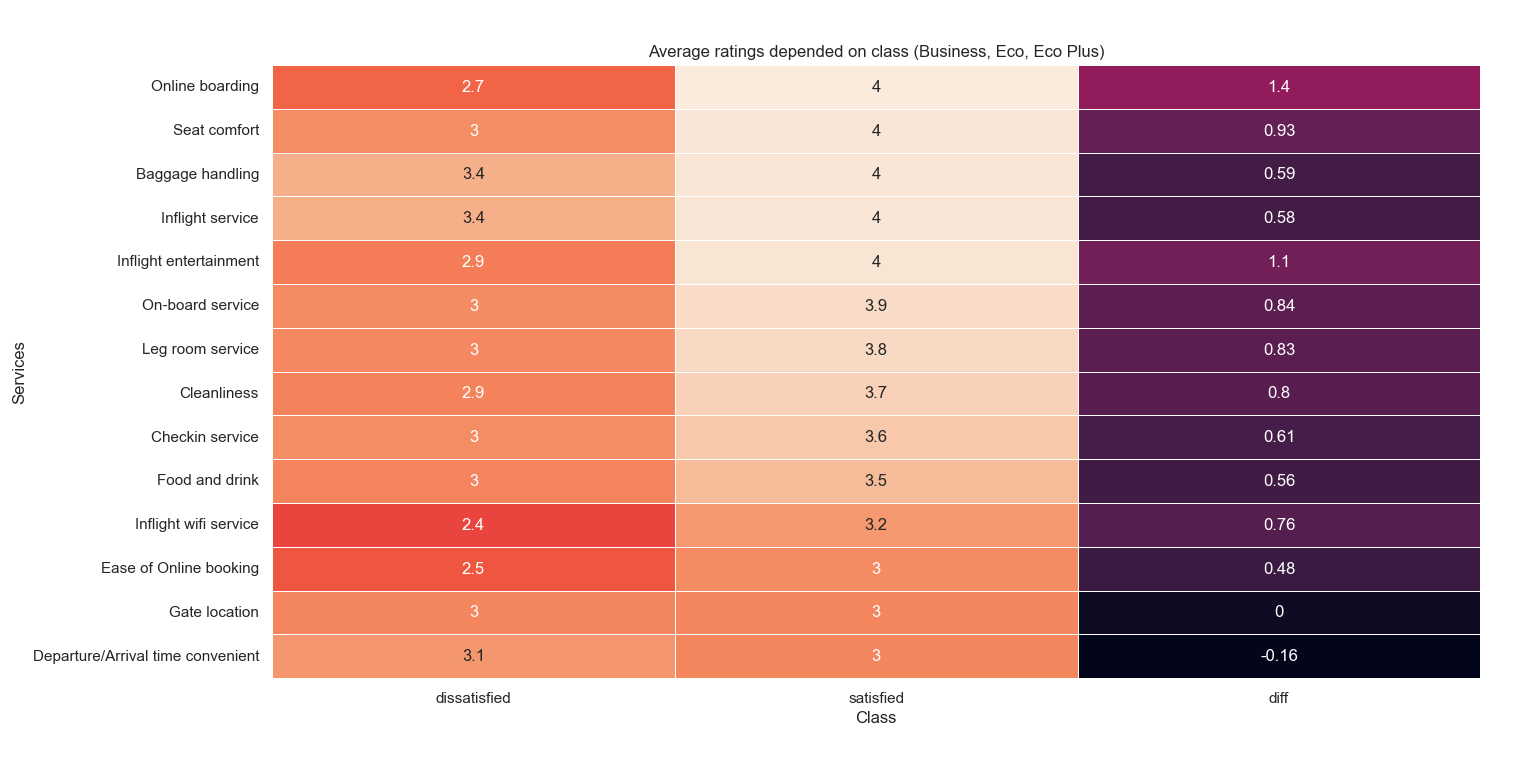 Average ratings depended on class (Business, Eco, Eco Plus)
Services
Online boarding 2.7 4 1.4
Seat comfort 3 4 0.93
Baggage handling 3.4 4 0.59
Inflight service 3.4 4 0.58
Inflight entertainment 2.9 4 1.1
On-board service 3 3.9 0.84
Leg room service 3 3.8 0.83
Cleanliness 2.9 3.7 0.8
Checkin service 3 3.6 0.61
Food and drink 3 3.5 0.56
Inflight wifi service 2.4 3.2 0.76
Ease of Online booking 2.5 3 0.48
Gate location 3 3 0
Departure/Arrival time convenient 3.1 3 -0.16
dissatisfied satisfied diff
Class